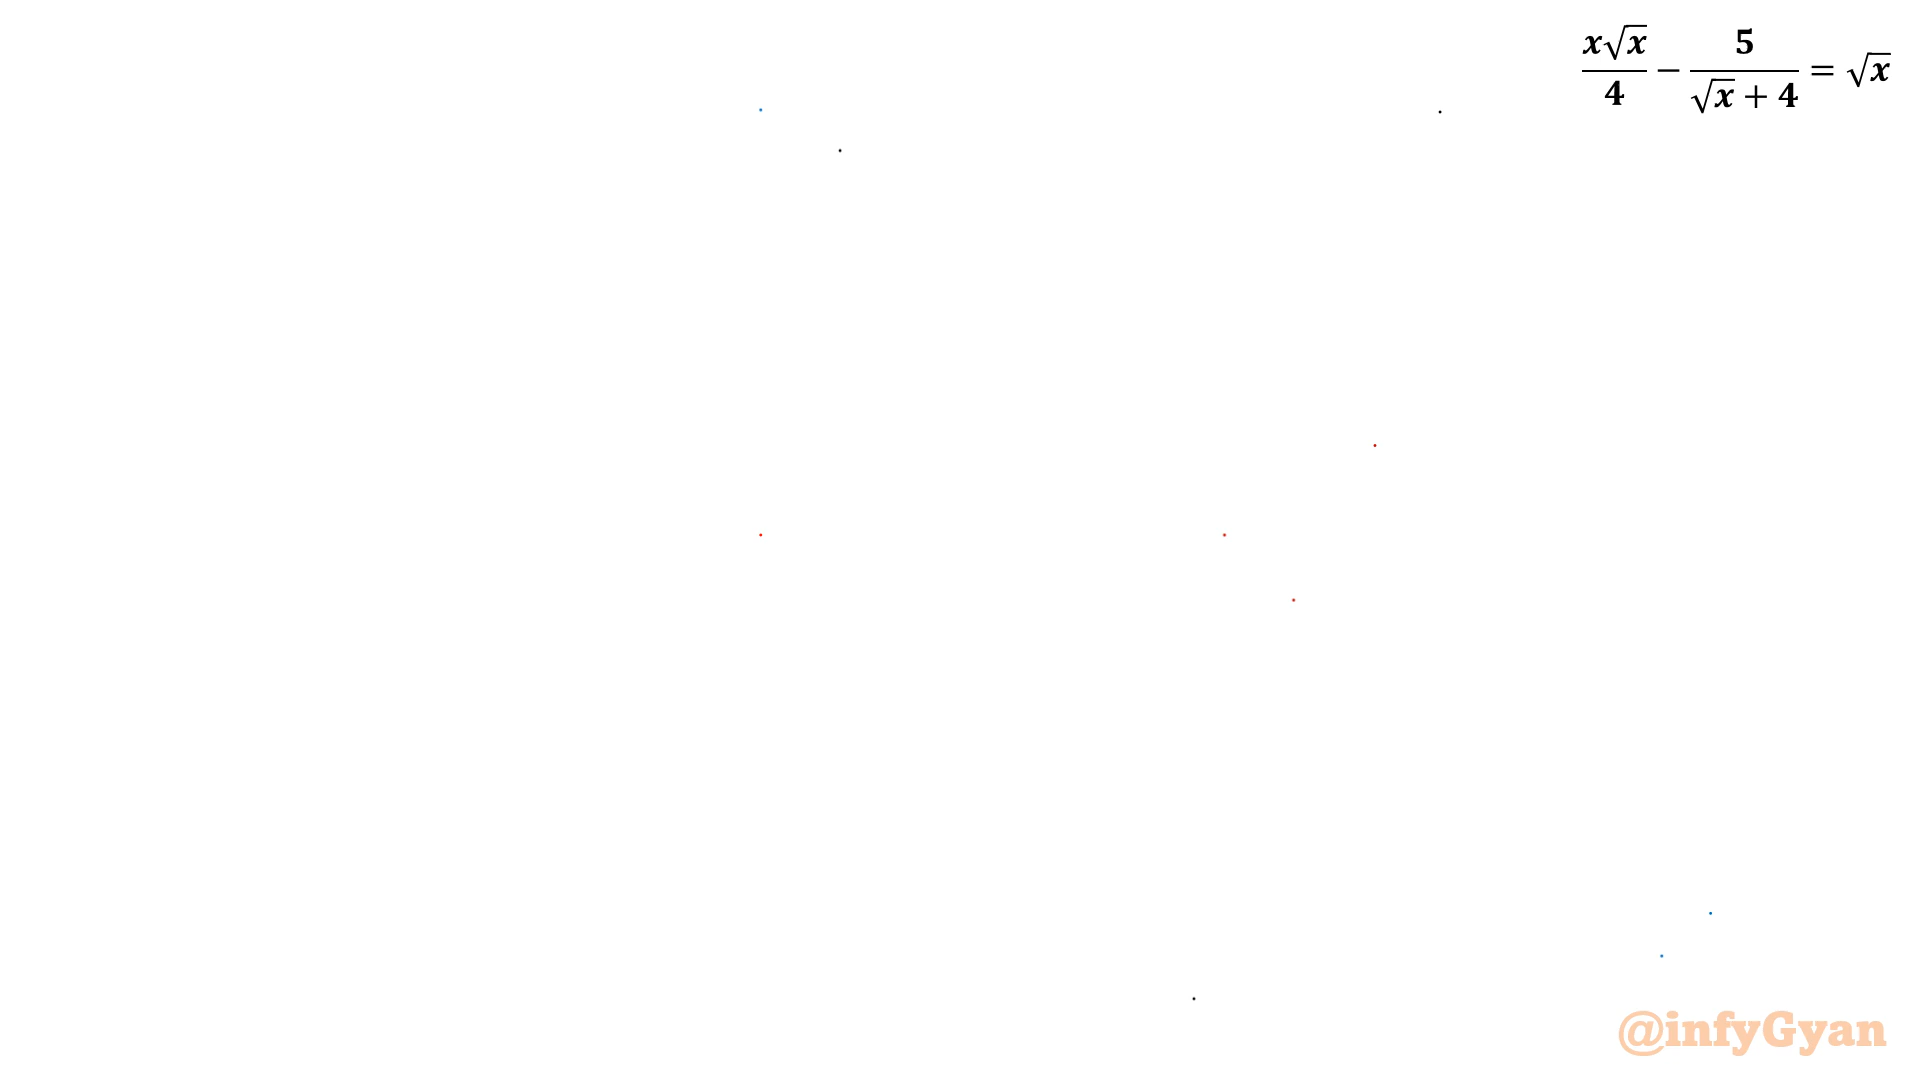 x√x/4 − 5/(√x + 4) = √x
@infyGyan